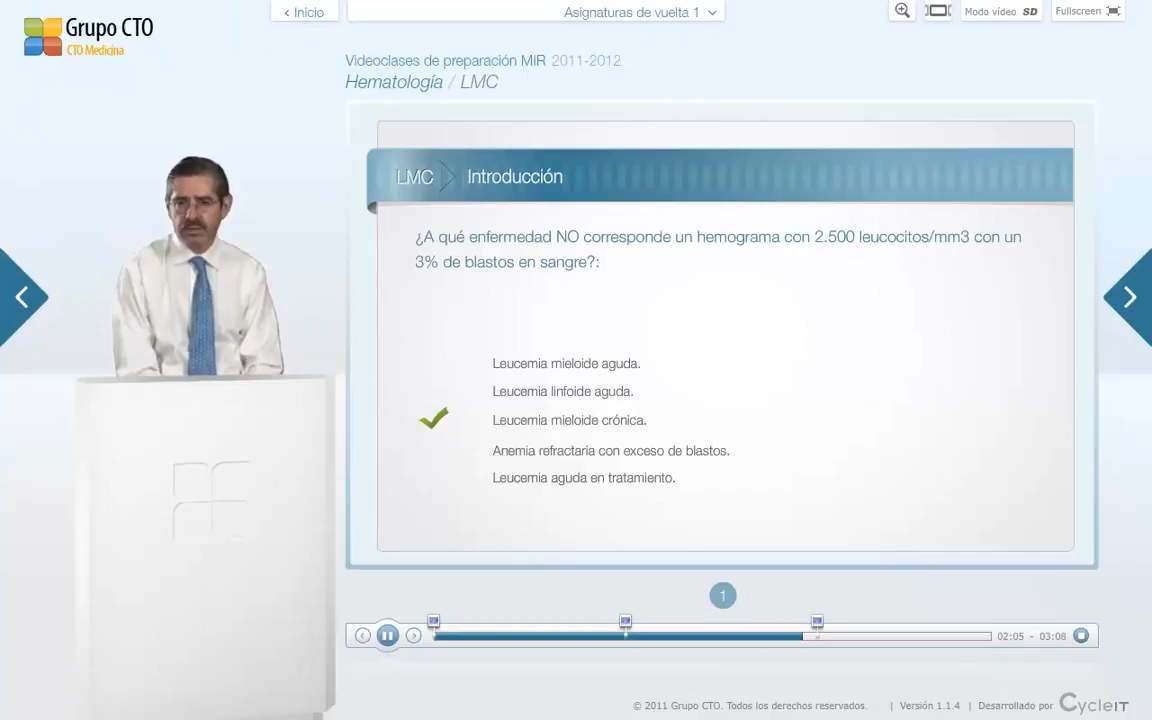 Grupo CTO
CTO Medicina
‹ Inicio
Asignaturas de vuelta 1
Modo vídeo SD
Fullscreen
Videoclases de preparación MIR 2011-2012
Hematología / LMC
LMC
Introducción
¿A qué enfermedad NO corresponde un hemograma con 2.500 leucocitos/mm3 con un
3% de blastos en sangre?:
Leucemia mieloide aguda.
Leucemia linfoide aguda.
Leucemia mieloide crónica.
Anemia refractaria con exceso de blastos.
Leucemia aguda en tratamiento.
1
02:05 - 03:08
© 2011 Grupo CTO. Todos los derechos reservados. | Versión 1.1.4 | Desarrollado por CycleIT